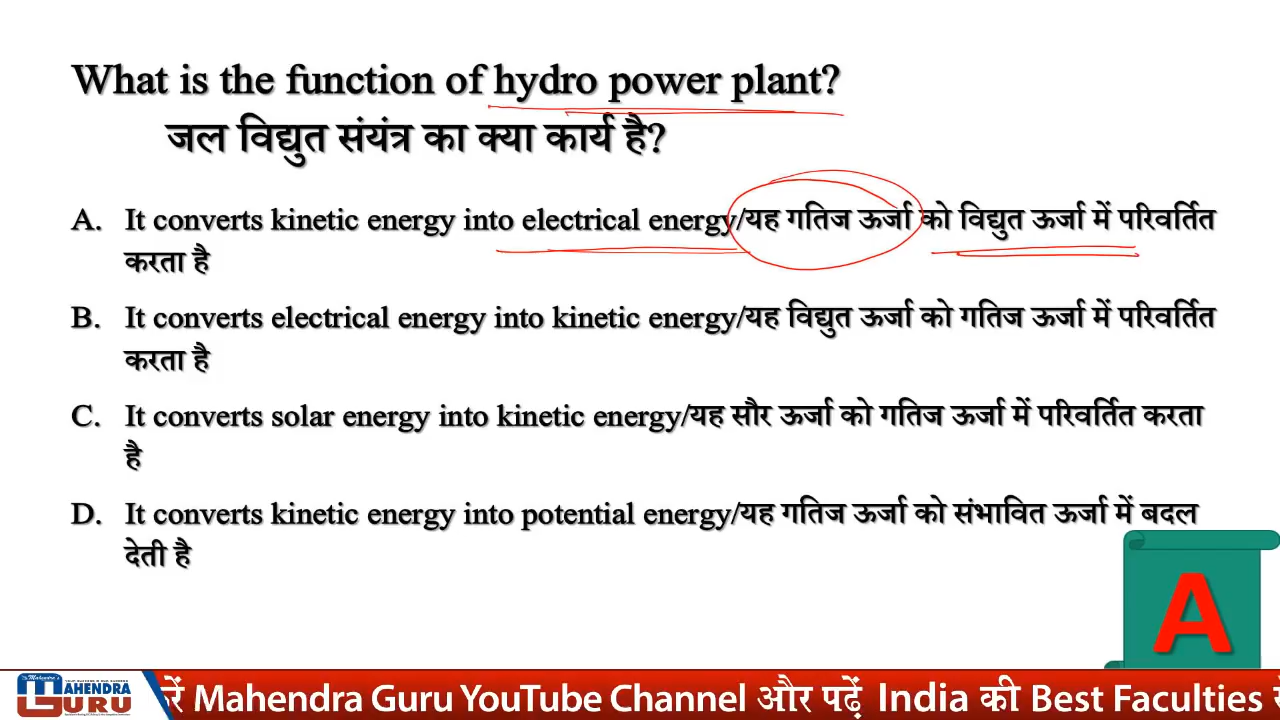 What is the function of hydro power plant?
जल विद्युत संयंत्र का क्या कार्य है?
A. It converts kinetic energy into electrical energy/यह गतिज ऊर्जा को विद्युत ऊर्जा में परिवर्तित
करता है
B. It converts electrical energy into kinetic energy/यह विद्युत ऊर्जा को गतिज ऊर्जा में परिवर्तित
करता है
C. It converts solar energy into kinetic energy/यह सौर ऊर्जा को गतिज ऊर्जा में परिवर्तित करता
है
D. It converts kinetic energy into potential energy/यह गतिज ऊर्जा को संभावित ऊर्जा में बदल
देती है
A
Mahendra's
MAHENDRA
GURU
Mahendra Guru YouTube Channel और पढ़ें India की Best Faculties